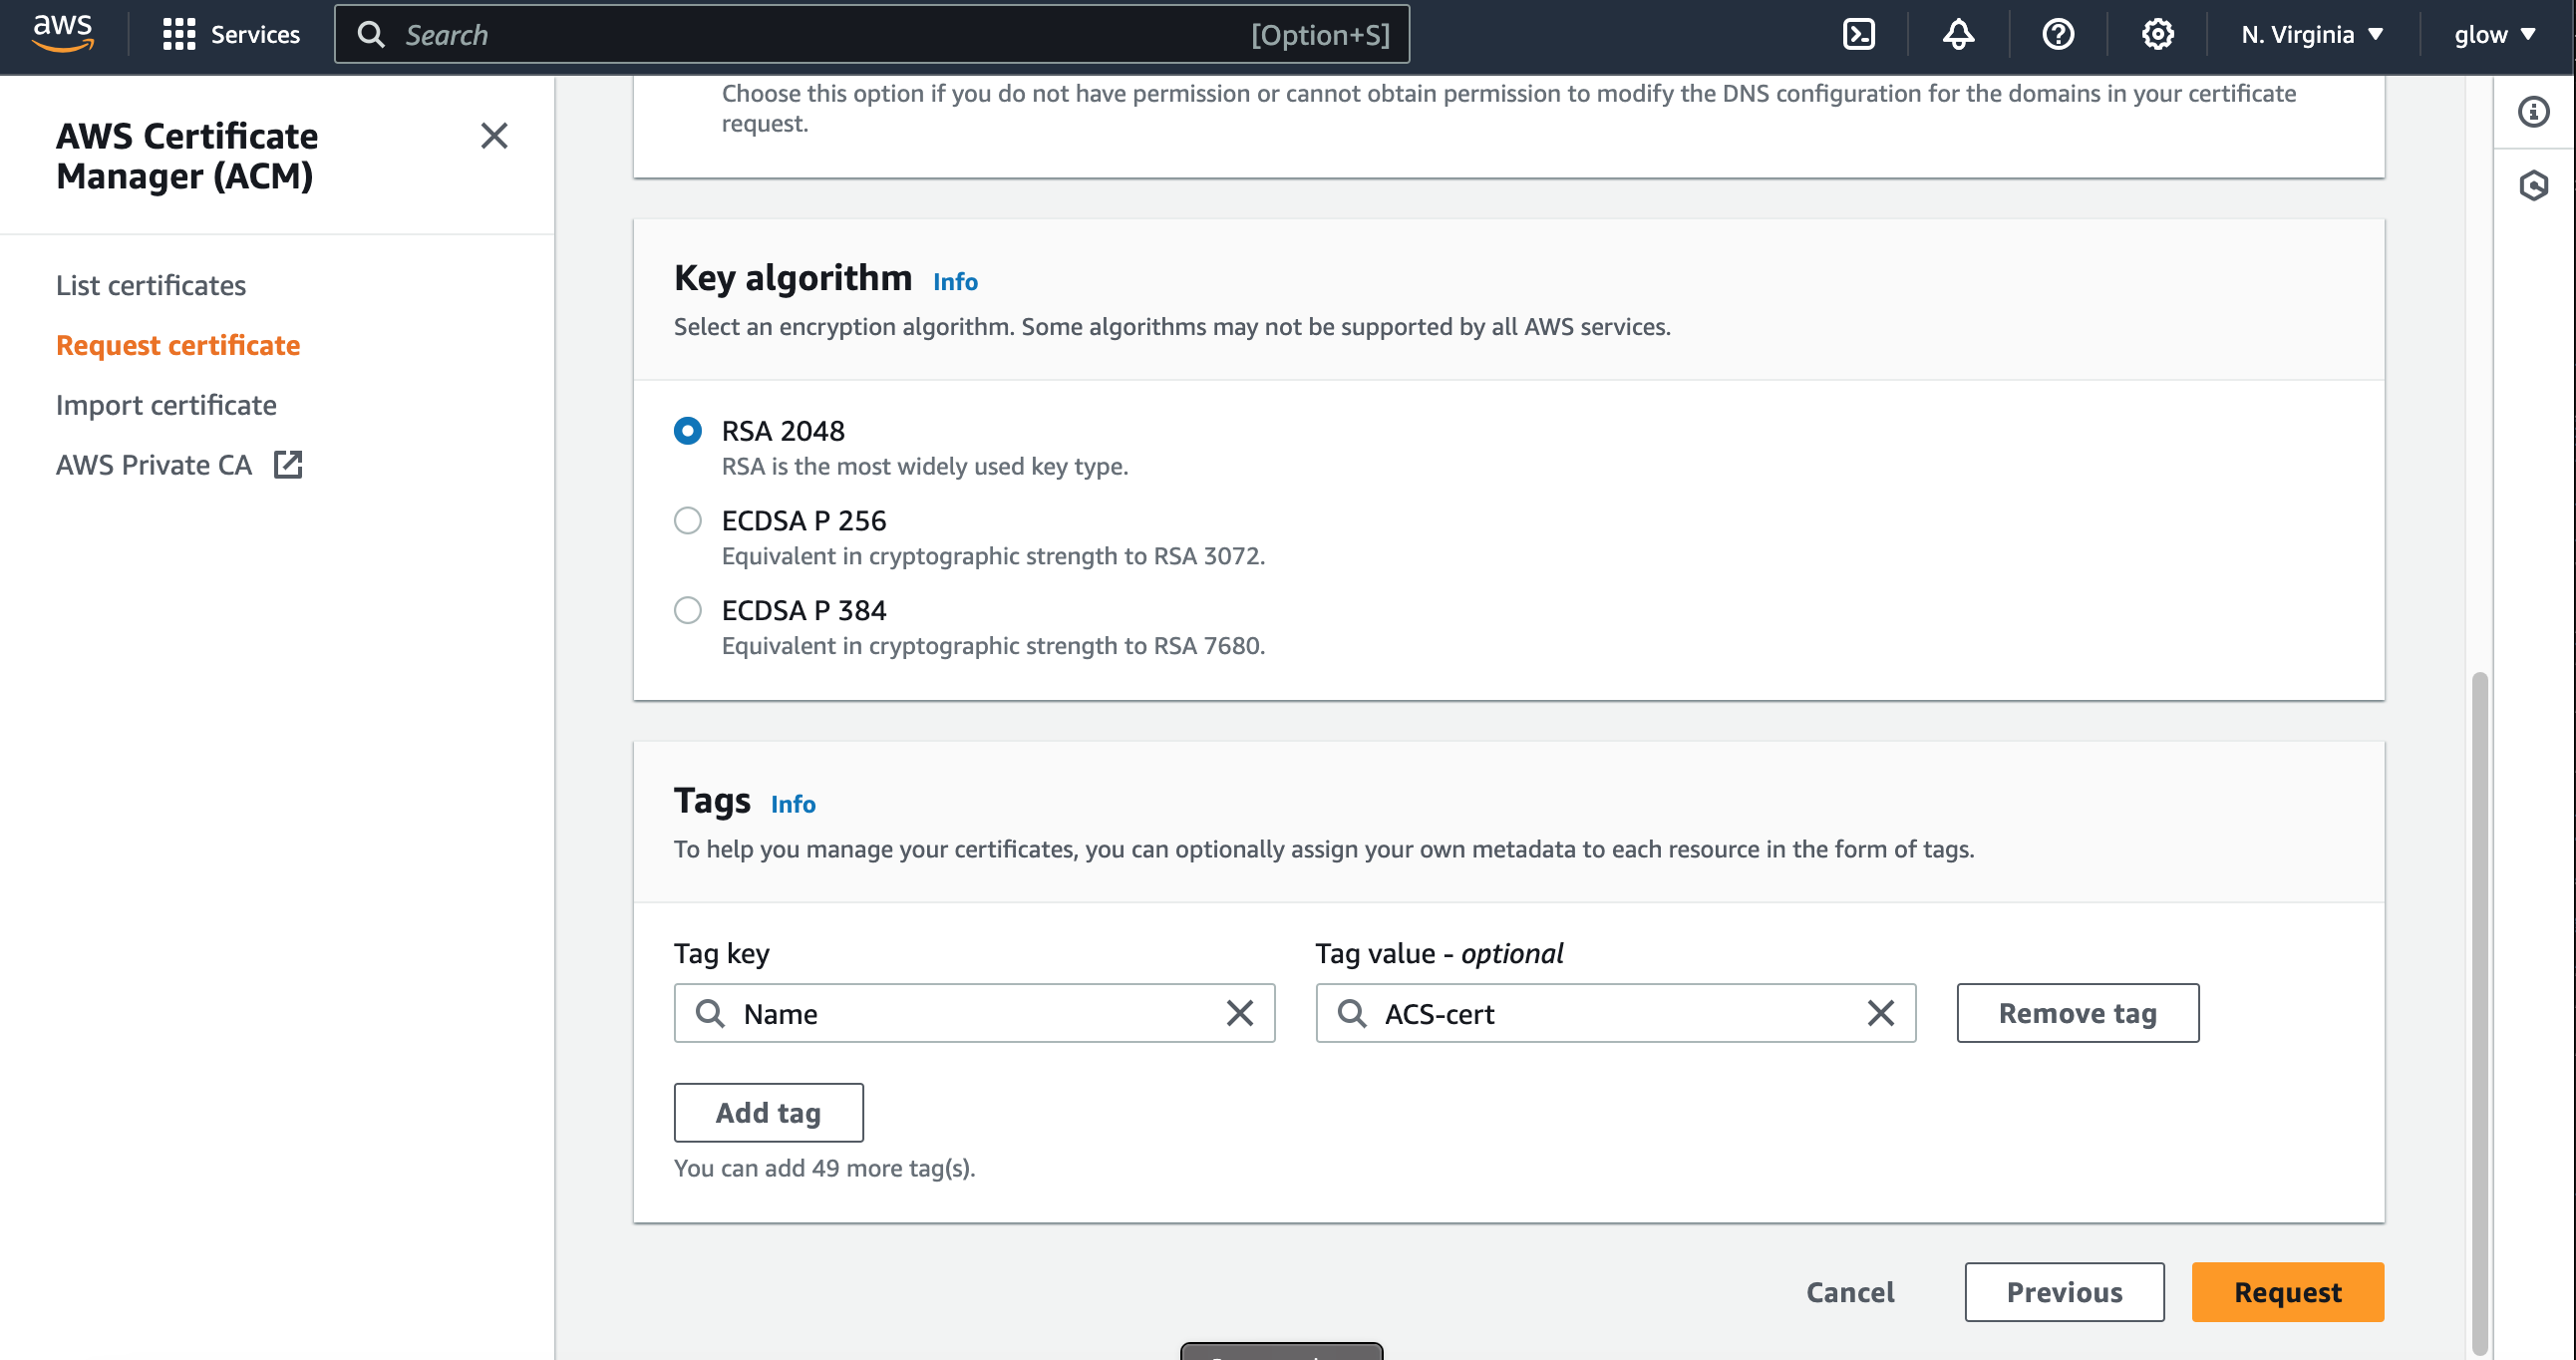 aws
Services
Search
[Option+S]
N. Virginia
glow
AWS Certificate
Manager (ACM)
List certificates
Request certificate
Import certificate
AWS Private CA
Choose this option if you do not have permission or cannot obtain permission to modify the DNS configuration for the domains in your certificate
request.
Key algorithm Info
Select an encryption algorithm. Some algorithms may not be supported by all AWS services.
RSA 2048
RSA is the most widely used key type.
ECDSA P 256
Equivalent in cryptographic strength to RSA 3072.
ECDSA P 384
Equivalent in cryptographic strength to RSA 7680.
Tags Info
To help you manage your certificates, you can optionally assign your own metadata to each resource in the form of tags.
Tag key
Tag value - optional
Name
ACS-cert
Remove tag
Add tag
You can add 49 more tag(s).
Cancel
Previous
Request